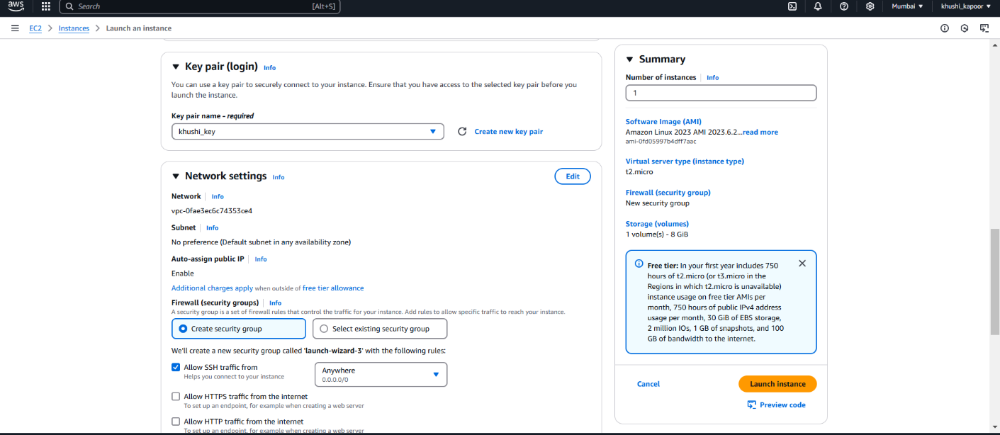 aws
Search
[Alt+S]
Mumbai
khushi_kapoor
EC2
Instances
Launch an instance
Key pair (login) Info
You can use a key pair to securely connect to your instance. Ensure that you have access to the selected key pair before you
launch the instance.
Key pair name - required
khushi_key
Create new key pair
Network settings Info
Edit
Network Info
vpc-0fae3ec6c74353ce4
Subnet Info
No preference (Default subnet in any availability zone)
Auto-assign public IP Info
Enable
Additional charges apply when outside of free tier allowance
Firewall (security groups) Info
A security group is a set of firewall rules that control the traffic for your instance. Add rules to allow specific traffic to reach your instance.
Create security group
Select existing security group
We'll create a new security group called 'launch-wizard-3' with the following rules:
Allow SSH traffic from
Helps you connect to your instance
Anywhere
0.0.0.0/0
Allow HTTPS traffic from the internet
To set up an endpoint, for example when creating a web server
Allow HTTP traffic from the internet
To set up an endpoint, for example when creating a web server
Summary
Number of instances Info
1
Software Image (AMI)
Amazon Linux 2023 AMI 2023.6.2...read more
ami-0fd05997b4dff7aac
Virtual server type (instance type)
t2.micro
Firewall (security group)
New security group
Storage (volumes)
1 volume(s) - 8 GiB
Free tier: In your first year includes 750
hours of t2.micro (or t3.micro in the
Regions in which t2.micro is unavailable)
instance usage on free tier AMIs per
month, 750 hours of public IPv4 address
usage per month, 30 GiB of EBS storage,
2 million IOs, 1 GB of snapshots, and 100
GB of bandwidth to the internet.
Cancel
Launch instance
Preview code